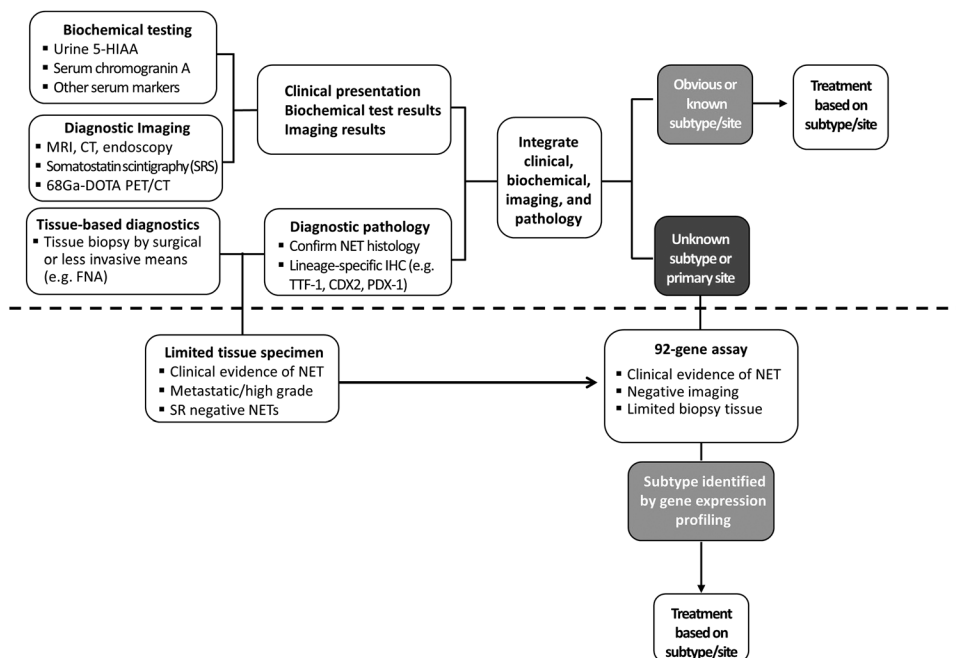 Biochemical testing
▪ Urine 5-HIAA
▪ Serum chromogranin A
▪ Other serum markers
Diagnostic Imaging
▪ MRI, CT, endoscopy
▪ Somatostatin scintigraphy (SRS)
▪ 68Ga-DOTA PET/CT
Tissue-based diagnostics
▪ Tissue biopsy by surgical
or less invasive means
(e.g. FNA)
Clinical presentation
Biochemical test results
Imaging results
Diagnostic pathology
▪ Confirm NET histology
▪ Lineage-specific IHC (e.g.
TTF-1, CDX2, PDX-1)
Integrate
clinical,
biochemical,
imaging, and
pathology
Obvious or
known
subtype/site
Treatment
based on
subtype/site
Unknown
subtype or
primary site
Limited tissue specimen
▪ Clinical evidence of NET
▪ Metastatic/high grade
▪ SR negative NETs
92-gene assay
▪ Clinical evidence of NET
▪ Negative imaging
▪ Limited biopsy tissue
Subtype identified
by gene expression
profiling
Treatment
based on
subtype/site